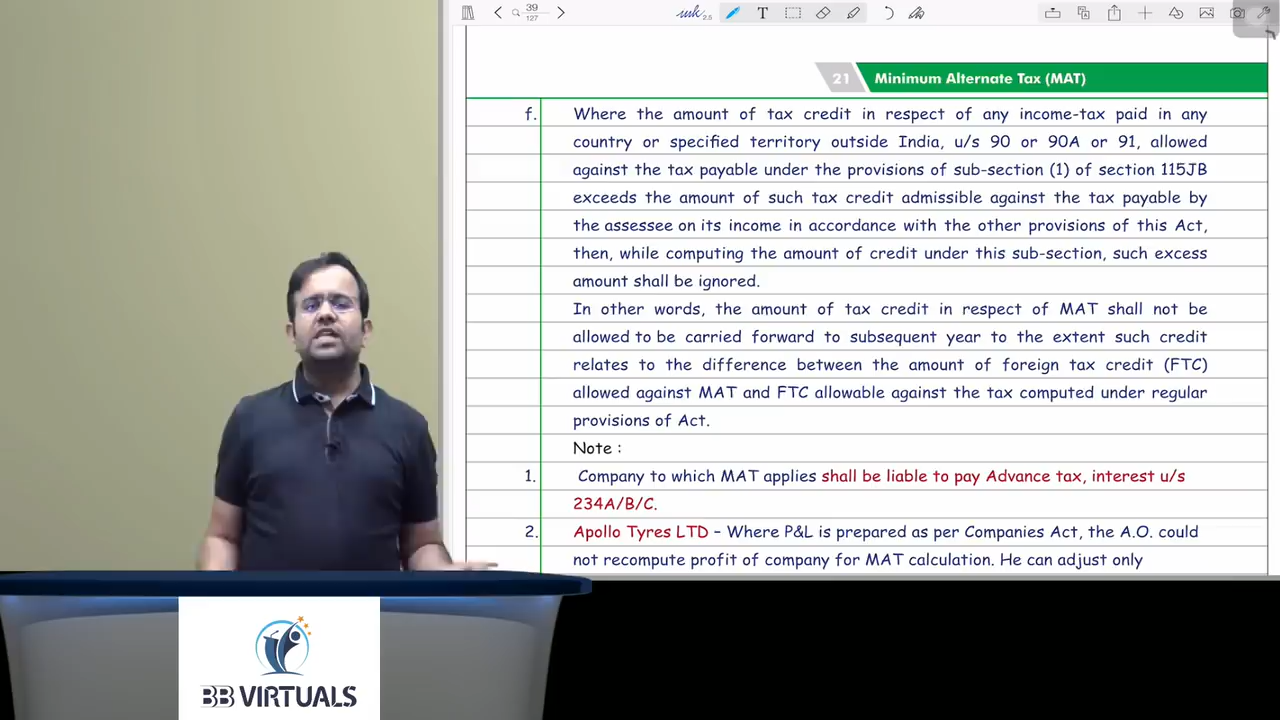 39
127
2.5
T
21 Minimum Alternate Tax (MAT)
f. Where the amount of tax credit in respect of any income-tax paid in any
country or specified territory outside India, u/s 90 or 90A or 91, allowed
against the tax payable under the provisions of sub-section (1) of section 115JB
exceeds the amount of such tax credit admissible against the tax payable by
the assessee on its income in accordance with the other provisions of this Act,
then, while computing the amount of credit under this sub-section, such excess
amount shall be ignored.
In other words, the amount of tax credit in respect of MAT shall not be
allowed to be carried forward to subsequent year to the extent such credit
relates to the difference between the amount of foreign tax credit (FTC)
allowed against MAT and FTC allowable against the tax computed under regular
provisions of Act.
Note :
1. Company to which MAT applies shall be liable to pay Advance tax, interest u/s
234A/B/C.
2. Apollo Tyres LTD – Where P&L is prepared as per Companies Act, the A.O. could
not recompute profit of company for MAT calculation. He can adjust only
BB VIRTUALS